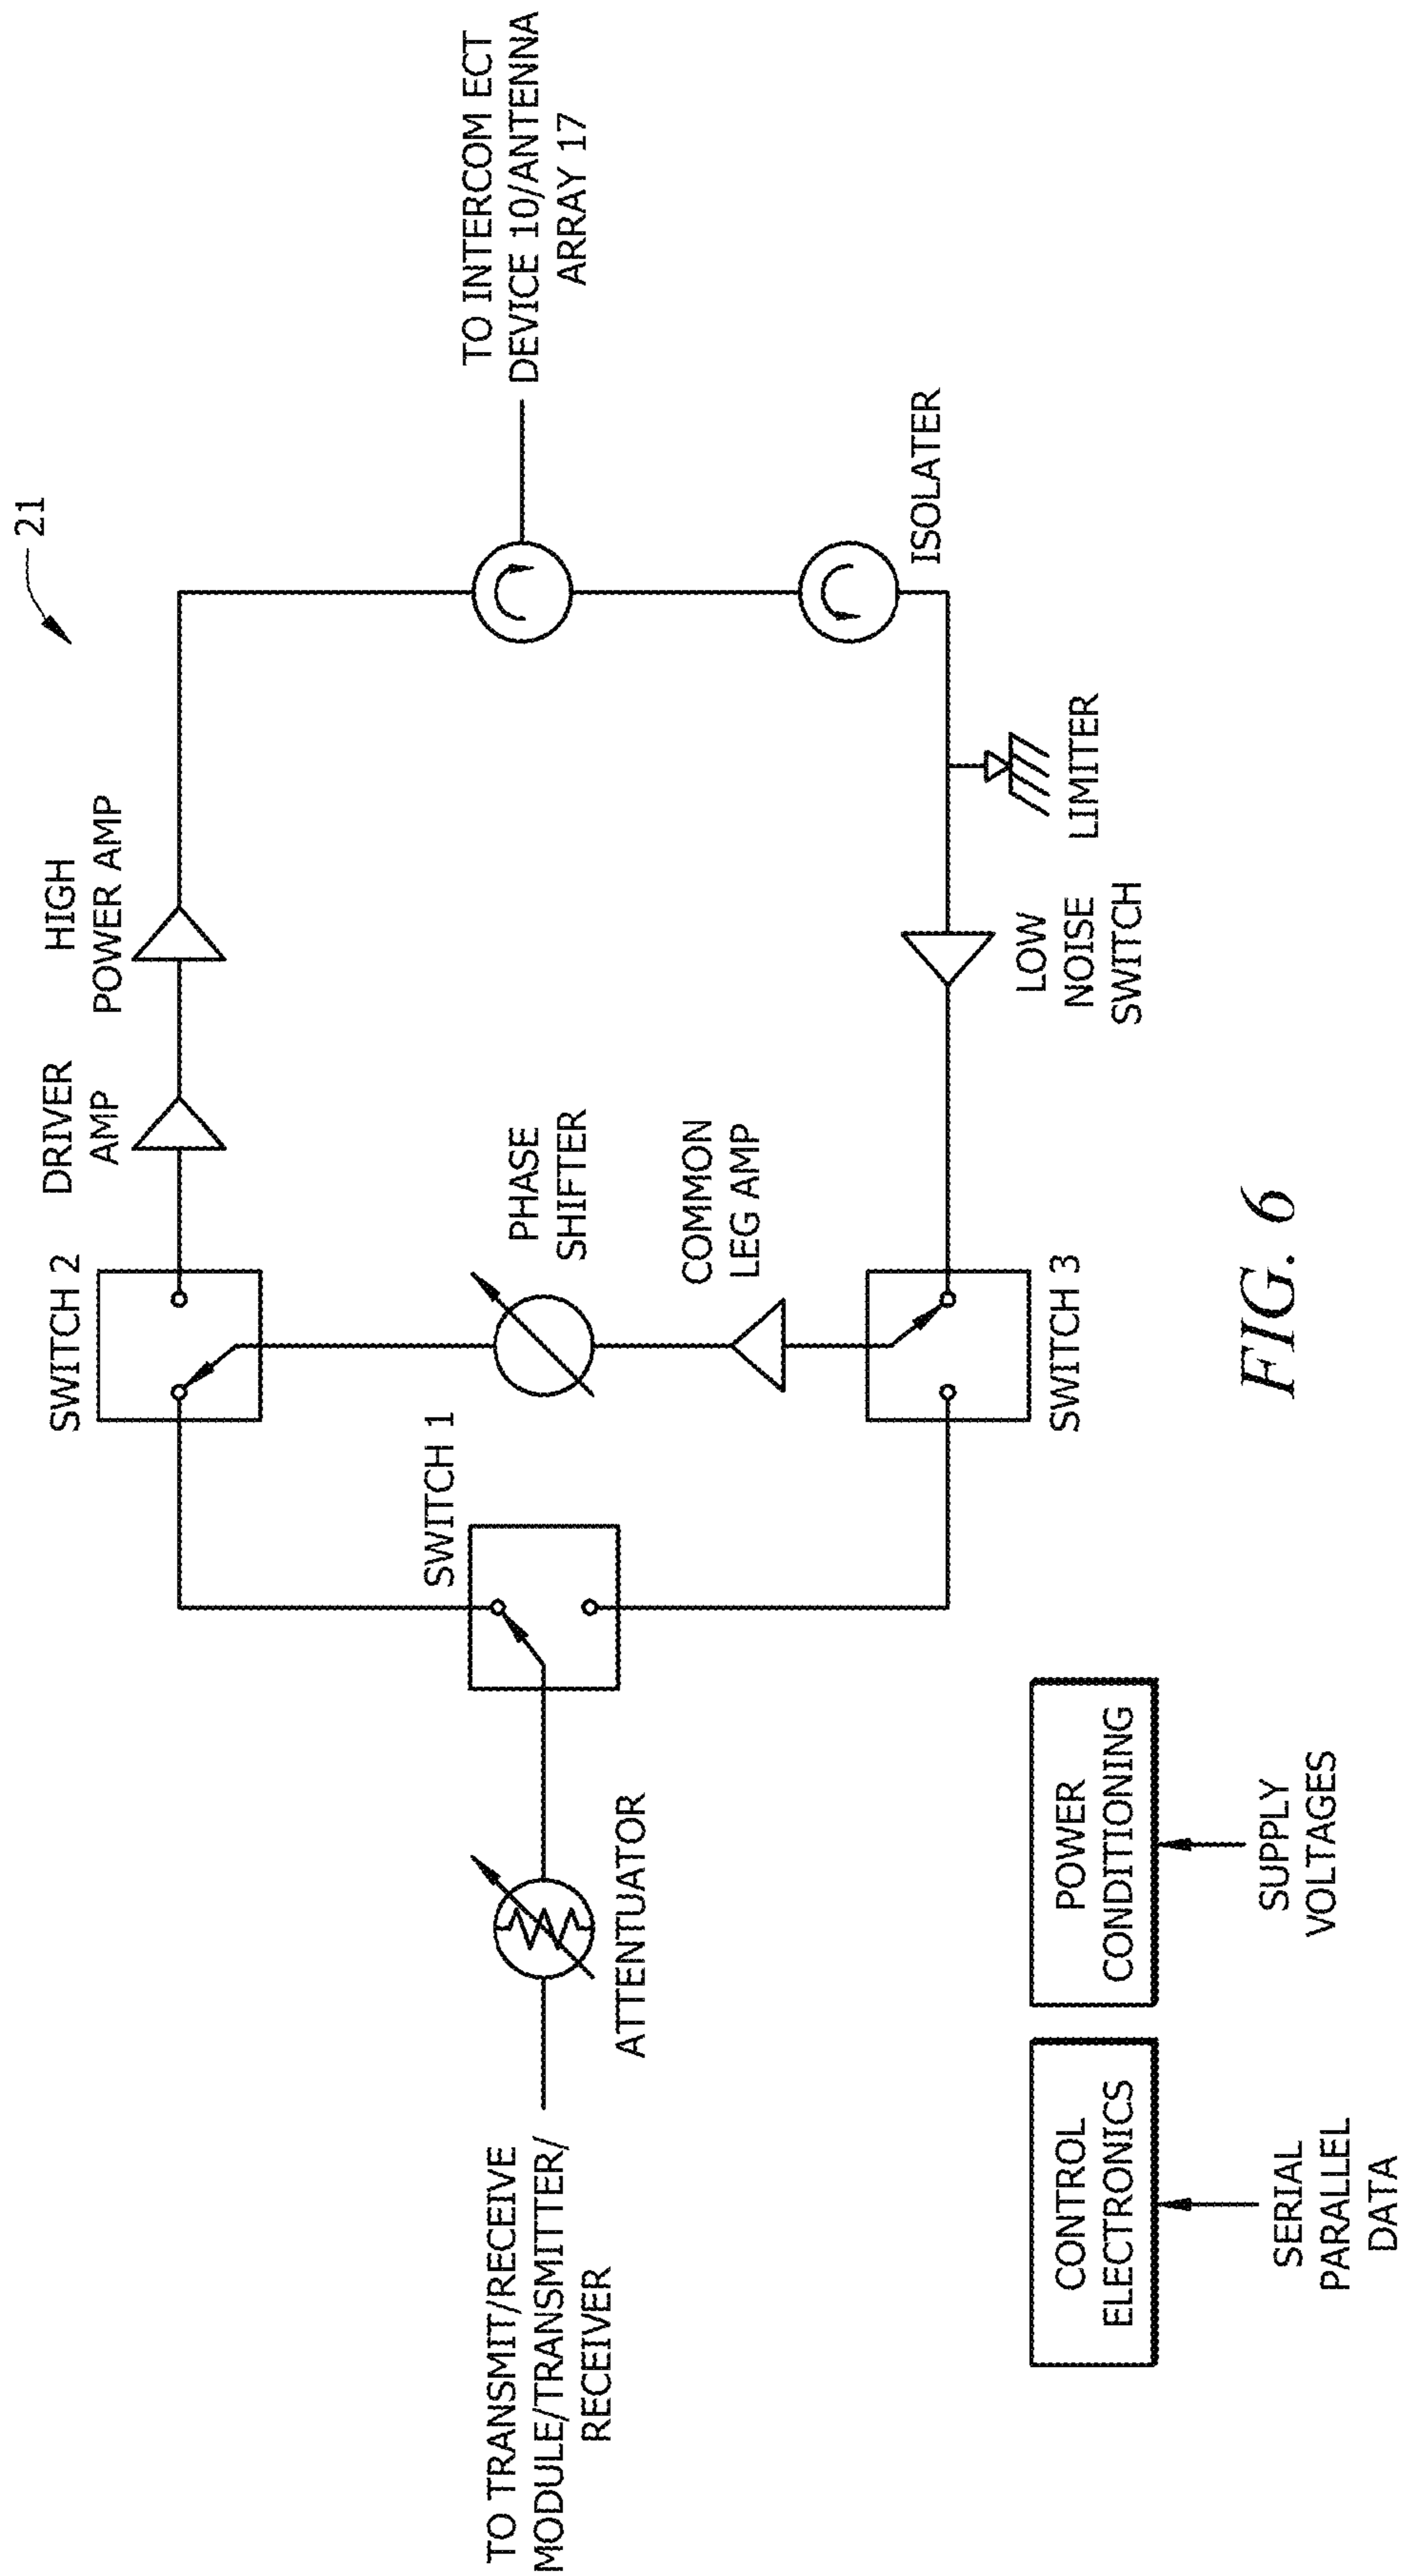 21
HIGH
POWER AMP
DRIVER
AMP
SWITCH 2
TO INTERCOM ECT
DEVICE 10/ANTENNA
ARRAY 17
PHASE
SHIFTER
SWITCH 1
COMMON
LEG AMP
TO TRANSMIT/RECEIVE
MODULE/TRANSMITTER/
RECEIVER
ATTENTUATOR
ISOLATER
LIMITER
LOW
NOISE
SWITCH
SWITCH 3
CONTROL
ELECTRONICS
POWER
CONDITIONING
SERIAL
PARALLEL
DATA
SUPPLY
VOLTAGES
FIG. 6